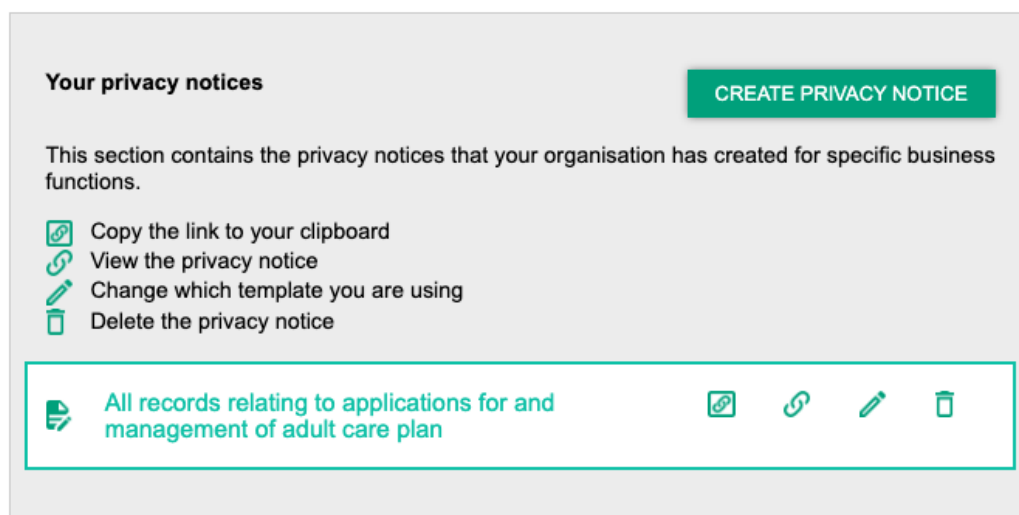 Your privacy notices
CREATE PRIVACY NOTICE
This section contains the privacy notices that your organisation has created for specific business
functions.
Copy the link to your clipboard
View the privacy notice
Change which template you are using
Delete the privacy notice
All records relating to applications for and
management of adult care plan